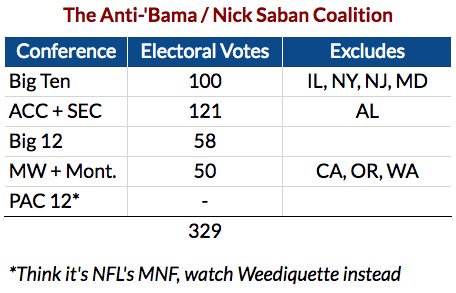 The Anti-'Bama / Nick Saban Coalition
Conference Electoral Votes Excludes
Big Ten 100 IL, NY, NJ, MD
ACC + SEC 121 AL
Big 12 58
MW + Mont. 50 CA, OR, WA
PAC 12* -
329
*Think it's NFL's MNF, watch Weediquette instead